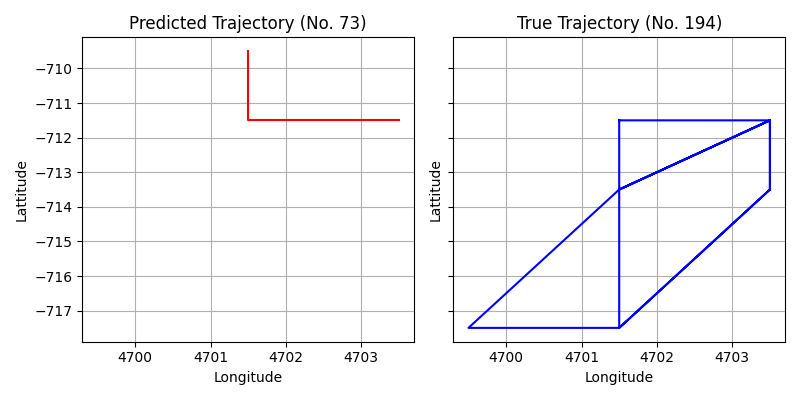 Predicted Trajectory (No. 73)
−710
−711
−712
−713
−714
−715
−716
−717
Lattitude
4700 4701 4702 4703
Longitude
True Trajectory (No. 194)
Lattitude
4700 4701 4702 4703
Longitude